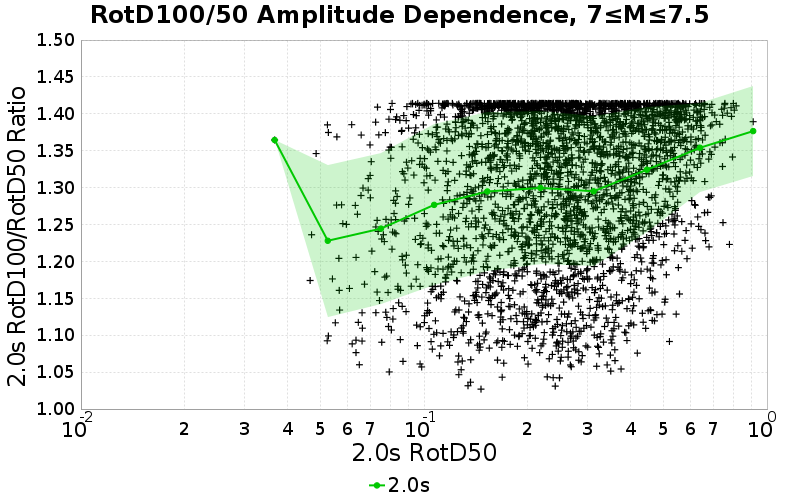 RotD100/50 Amplitude Dependence, 7≤M≤7.5
2.0s RotD100/RotD50 Ratio
1.50
1.45
1.40
1.35
1.30
1.25
1.20
1.15
1.10
1.05
1.00
10^-2 2 3 4 5 6 7 10^-1 2 3 4 5 6 7 10^0
2.0s RotD50
2.0s